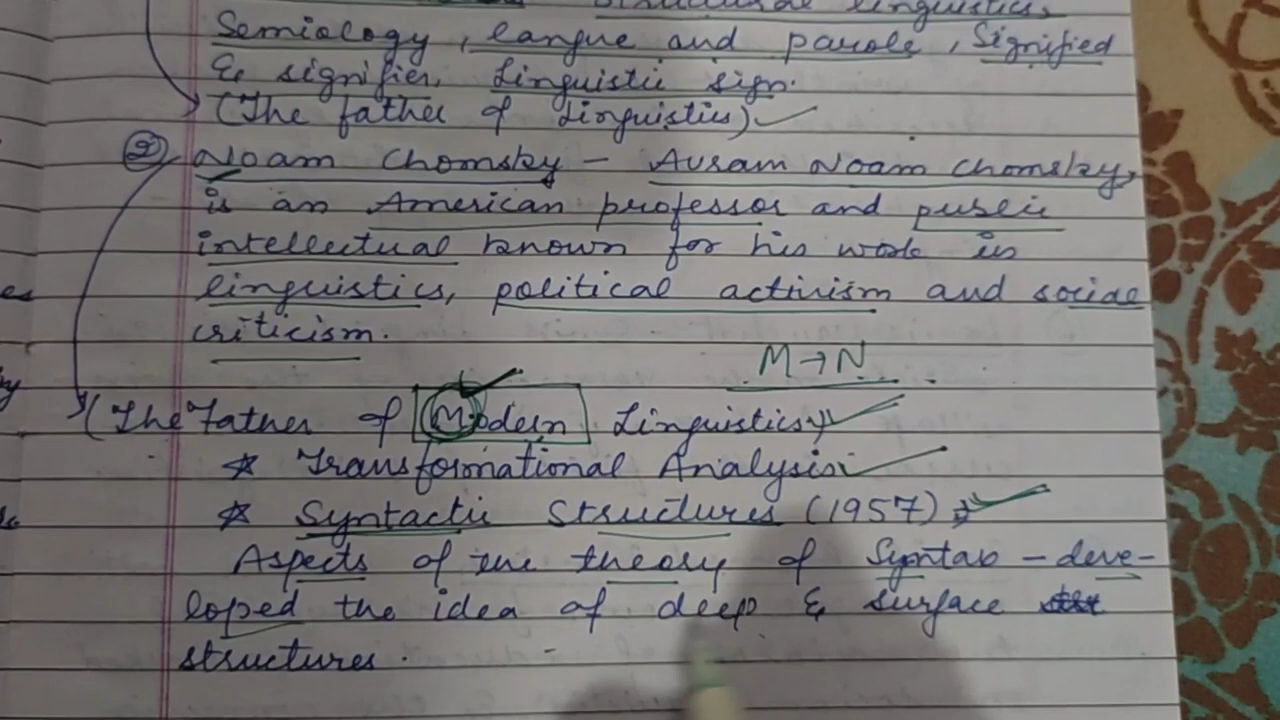 Structural linguistics,
Semiology, langue and parole, Signified
& signifier, Linguistic sign.
(The father of Linguistics)
② Noam Chomsky - Avram Noam Chomsky,
is an American professor and public
intellectual known for his work in
linguistics, political activism and social
criticism.
M→N
(The Father of Modern Linguistics)
☆ Transformational Analysis
☆ Syntactic Structures (1957)
Aspects of the theory of Syntax - deve-
loped the idea of deep & surface
structures.